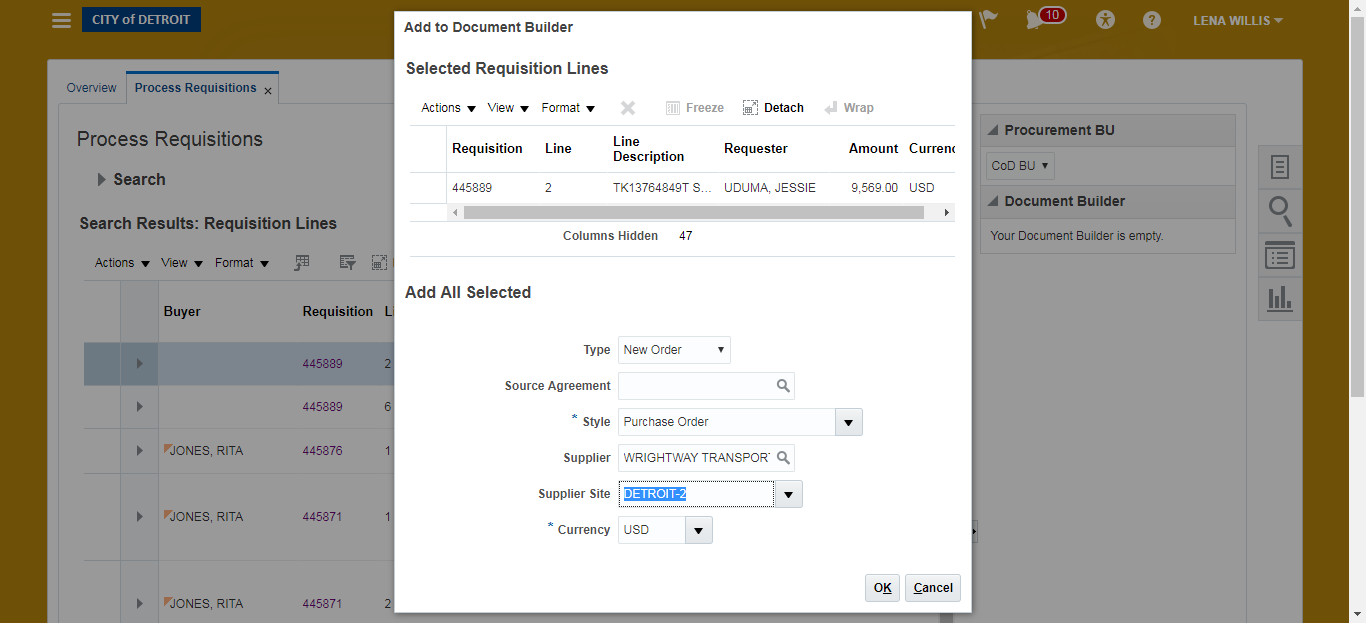 CITY of DETROIT
10
LENA WILLIS
Overview
Process Requisitions
Process Requisitions
Search
Search Results: Requisition Lines
Actions View Format
Buyer Requisition
445889 2
445889 6
JONES, RITA 445876 1
JONES, RITA 445871 1
JONES, RITA 445871 2
Add to Document Builder
Selected Requisition Lines
Actions View Format Freeze Detach Wrap
Requisition Line Line Description Requester Amount Currenc
445889 2 TK13764849T S... UDUMA, JESSIE 9,569.00 USD
Columns Hidden 47
Add All Selected
Type New Order
Source Agreement
* Style Purchase Order
Supplier WRIGHTWAY TRANSPORT
Supplier Site DETROIT-2
* Currency USD
OK Cancel
Procurement BU
CoD BU
Document Builder
Your Document Builder is empty.